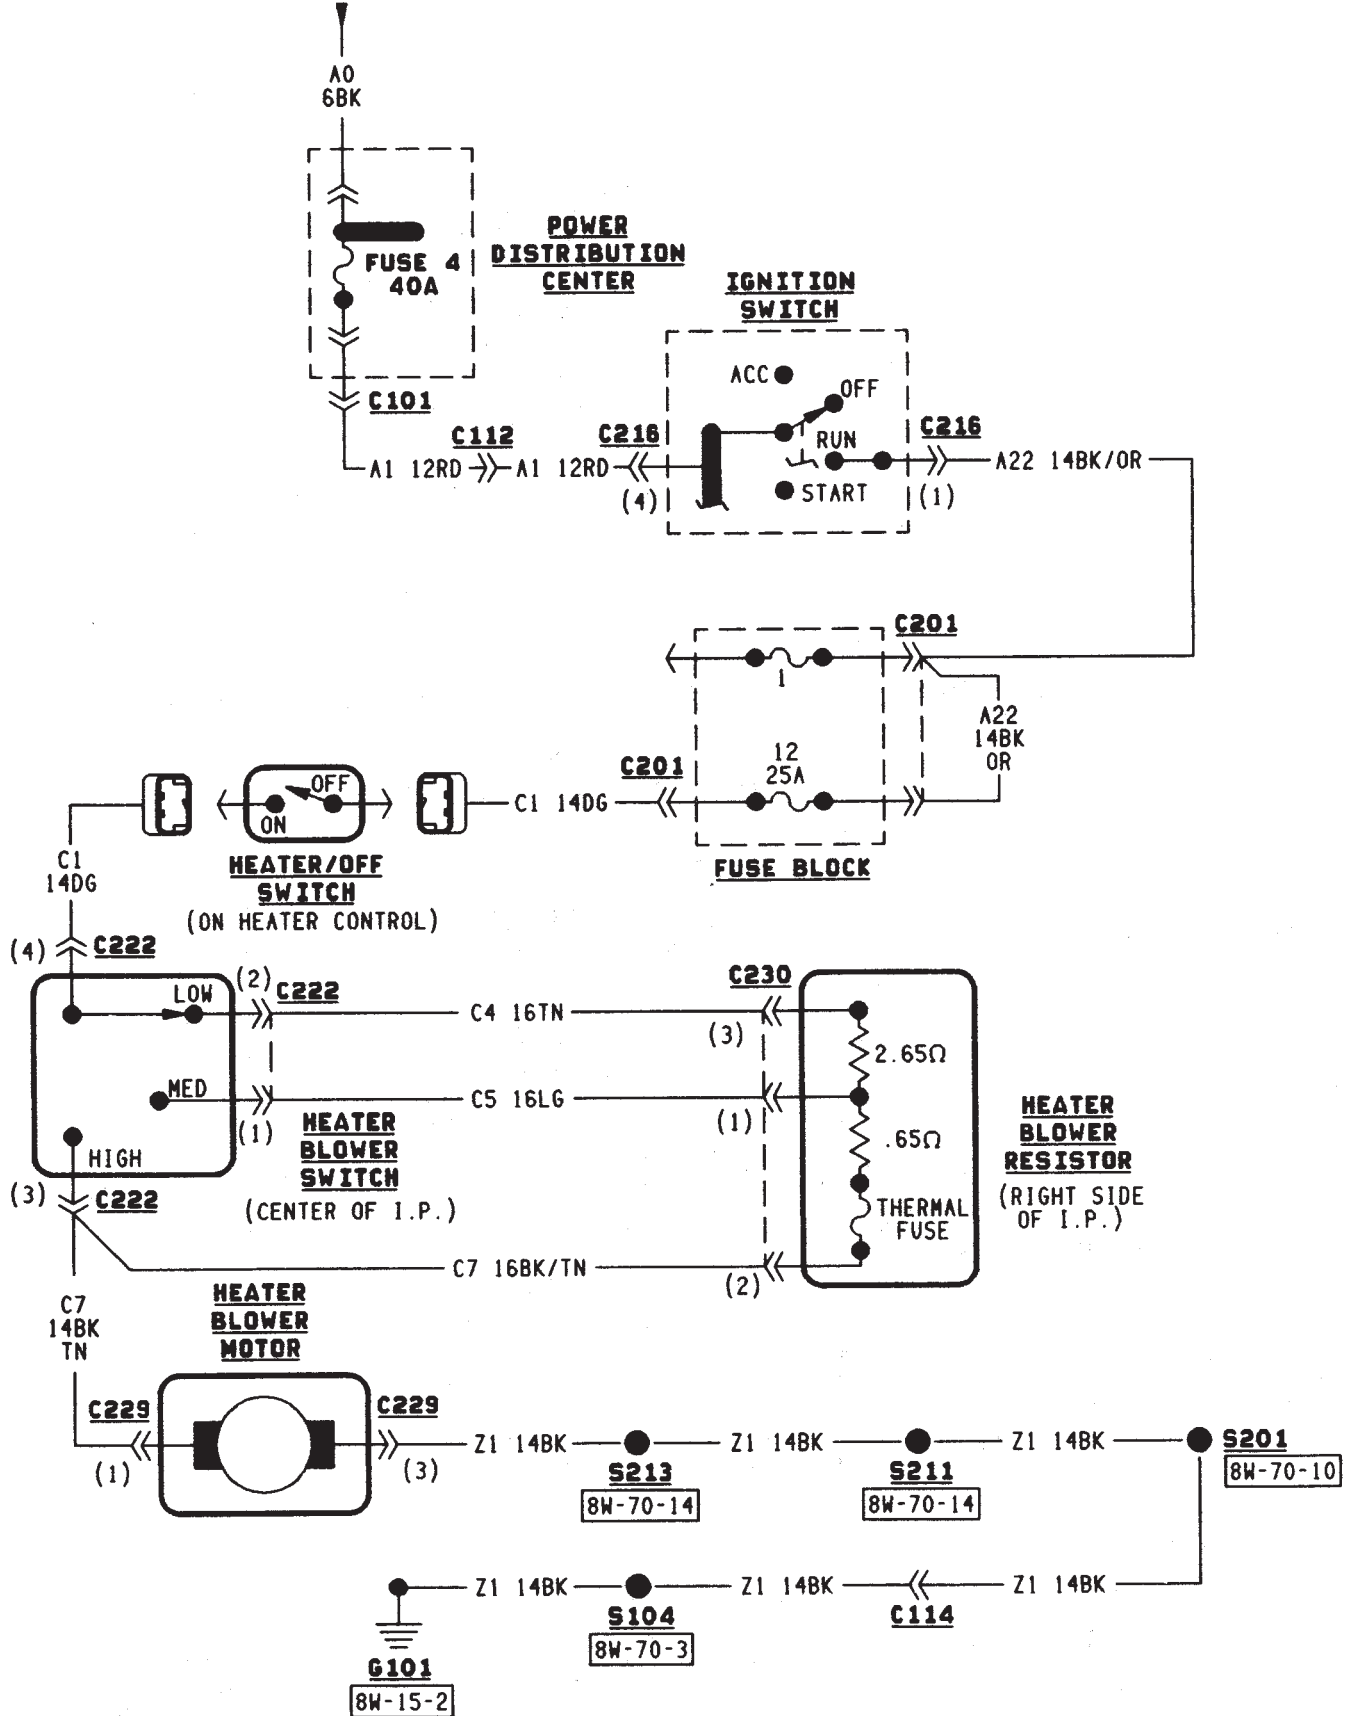 A0
6BK
FUSE 4
40A
POWER
DISTRIBUTION
CENTER
IGNITION
SWITCH
ACC
OFF
RUN
START
C101
C112
C216
C216
A1 12RD
A1 12RD
(4)
(1)
A22 14BK/OR
C201
1
A22
14BK
OR
12
25A
C201
C1 14DG
FUSE BLOCK
OFF
ON
HEATER/OFF
SWITCH
(ON HEATER CONTROL)
C1
14DG
(4)
C222
(2)
LOW
C222
C4 16TN
C230
(3)
2.65Ω
MED
C5 16LG
(1)
(1)
.65Ω
HEATER
BLOWER
SWITCH
(CENTER OF I.P.)
HEATER
BLOWER
RESISTOR
(RIGHT SIDE
OF I.P.)
HIGH
(3)
C222
THERMAL
FUSE
C7 16BK/TN
(2)
C7
14BK
TN
HEATER
BLOWER
MOTOR
C229
C229
(1)
(3)
Z1 14BK
Z1 14BK
Z1 14BK
S213
8W-70-14
S211
8W-70-14
S201
8W-70-10
Z1 14BK
Z1 14BK
Z1 14BK
S104
8W-70-3
C114
G101
8W-15-2